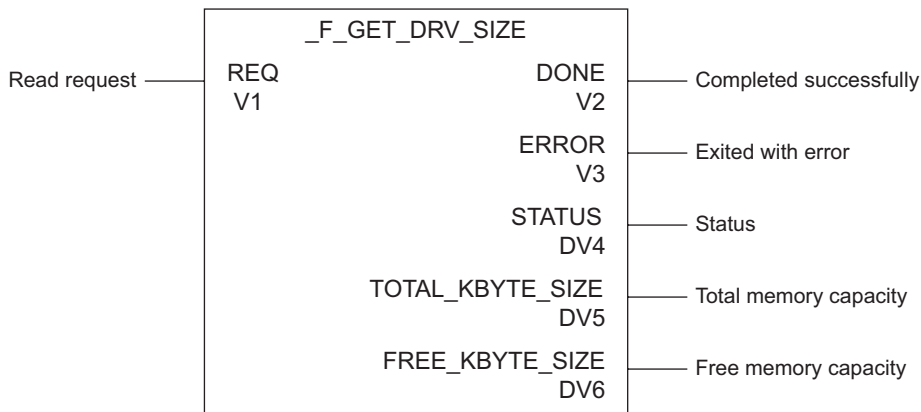 _F_GET_DRV_SIZE
Read request REQ DONE Completed successfully
V1 V2
ERROR Exited with error
V3
STATUS Status
DV4
TOTAL_KBYTE_SIZE Total memory capacity
DV5
FREE_KBYTE_SIZE Free memory capacity
DV6